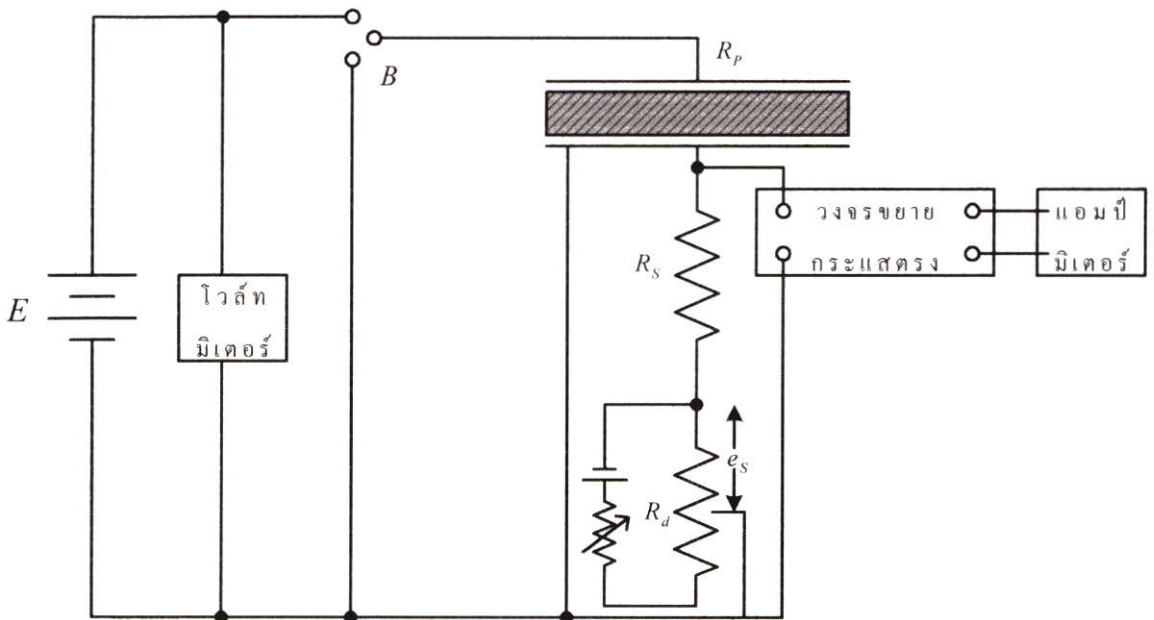 R_P
B
วงจรขยาย
กระแสตรง
แอมป์
มิเตอร์
R_S
E
โวล์ท
มิเตอร์
e_S
R_d